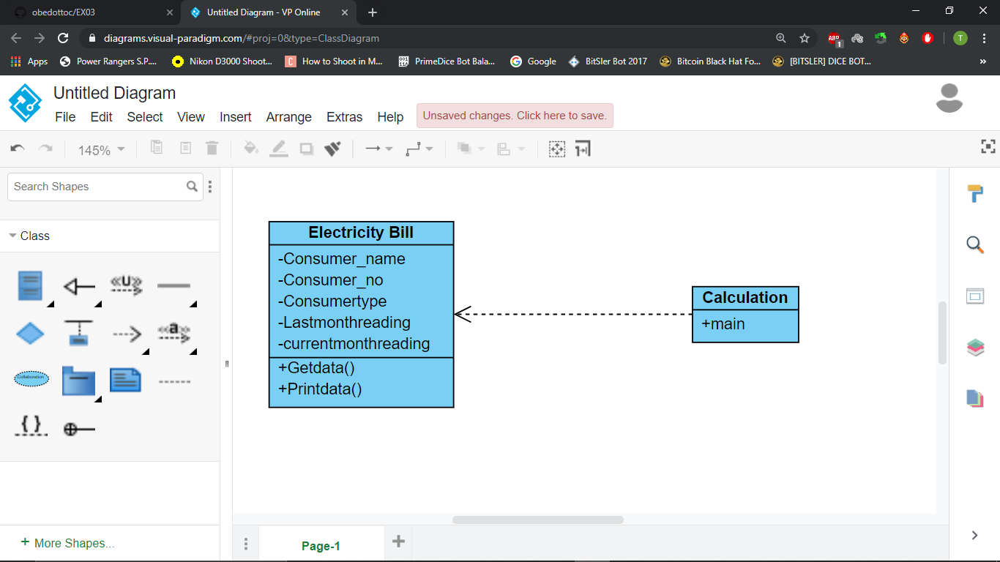 obedottoc/EX03
Untitled Diagram - VP Online
diagrams.visual-paradigm.com/#proj=0&type=ClassDiagram
ABP
1
T
Apps
Power Rangers S.P....
Nikon D3000 Shoot...
C
How to Shoot in M...
PrimeDice Bot Bala...
Google
BitSler Bot 2017
Bitcoin Black Hat Fo...
[BITSLER] DICE BOT...
»
Untitled Diagram
File Edit Select View Insert Arrange Extras Help
Unsaved changes. Click here to save.
145%
Search Shapes
Class
«U»
«a»
Collaboration
{ }
+ More Shapes...
Electricity Bill
-Consumer_name
-Consumer_no
-Consumertype
-Lastmonthreading
-currentmonthreading
+Getdata()
+Printdata()
Calculation
+main
Page-1